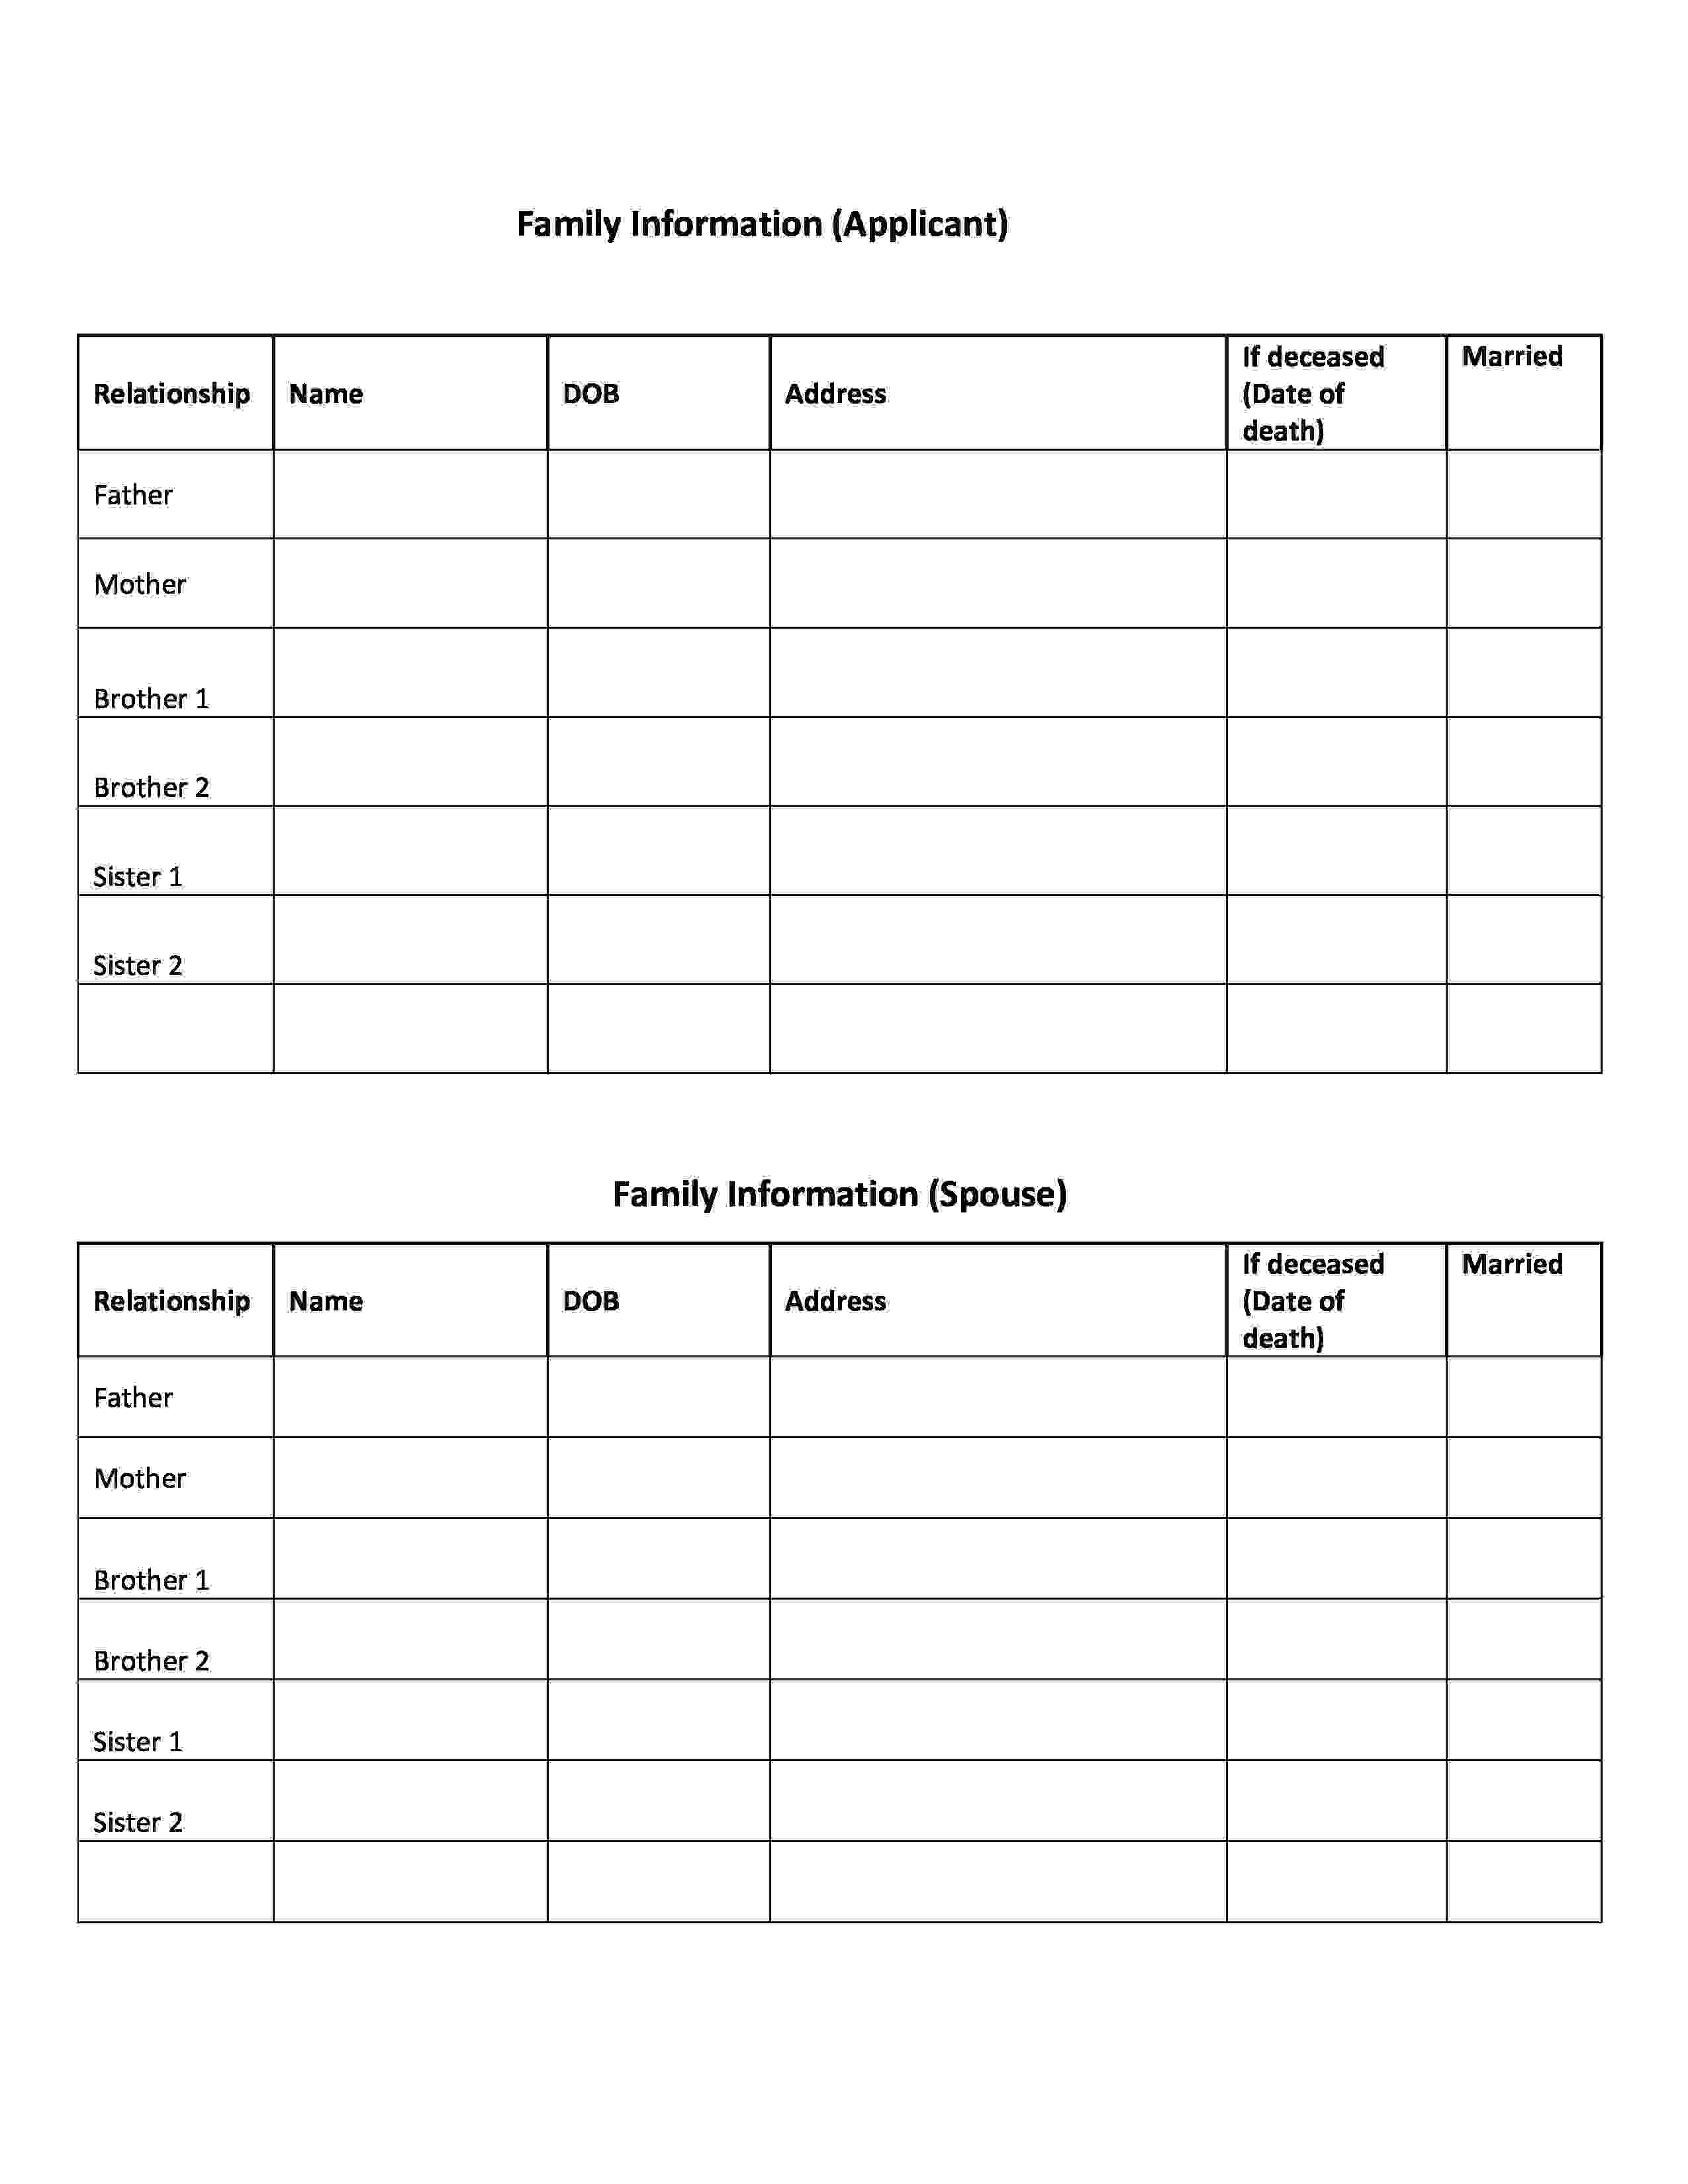 Family Information (Applicant)
Relationship Name DOB Address If deceased (Date of death) Married
Father
Mother
Brother 1
Brother 2
Sister 1
Sister 2
Family Information (Spouse)
Relationship Name DOB Address If deceased (Date of death) Married
Father
Mother
Brother 1
Brother 2
Sister 1
Sister 2